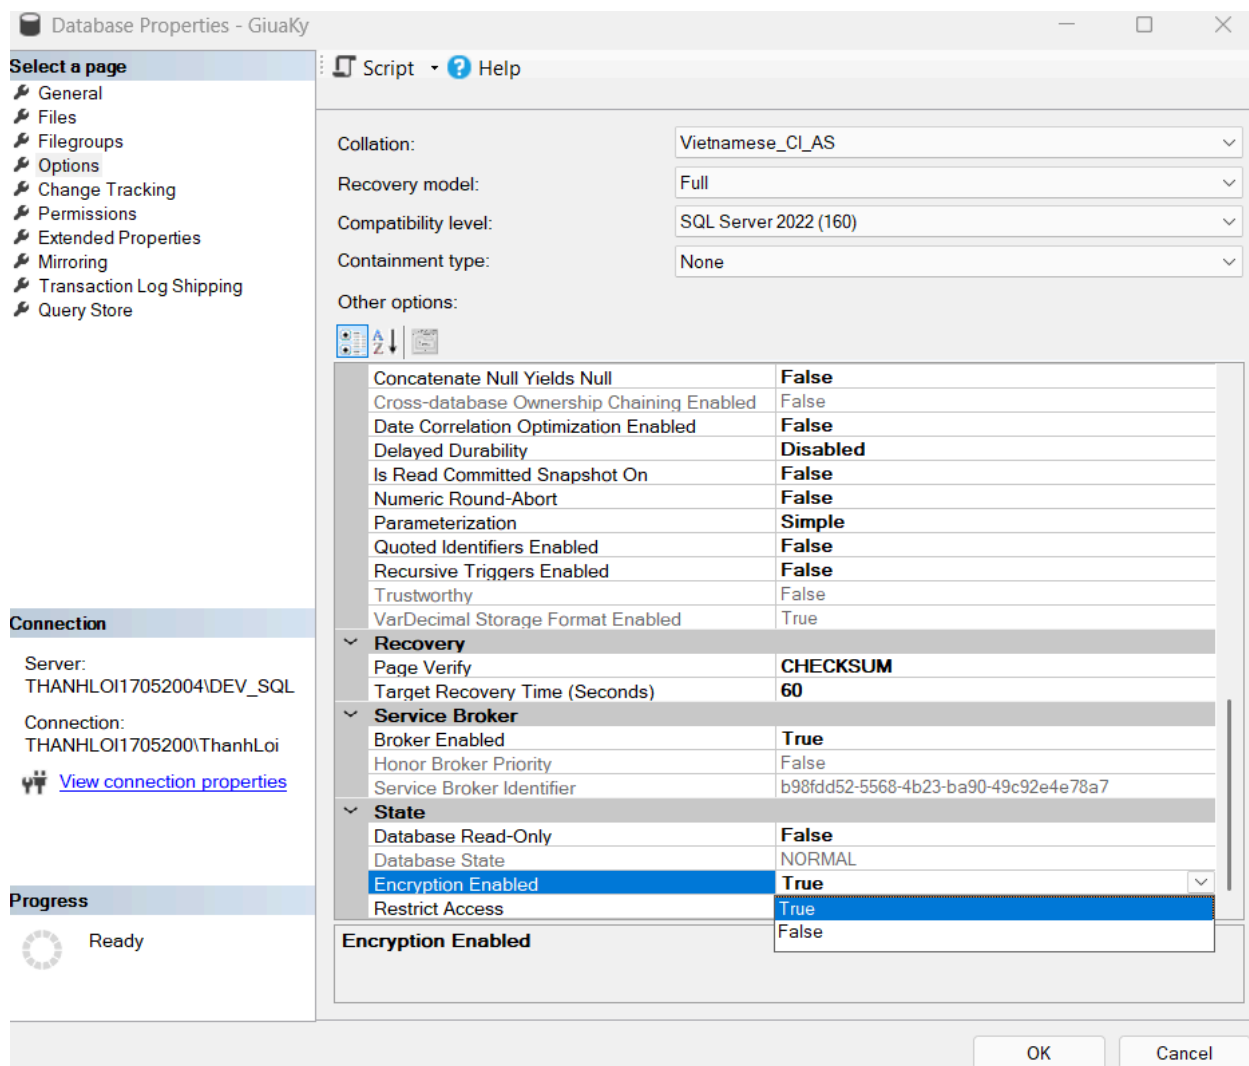 Database Properties - GiuaKy
Select a page
General
Files
Filegroups
Options
Change Tracking
Permissions
Extended Properties
Mirroring
Transaction Log Shipping
Query Store
Connection
Server:
THANHLOI17052004\DEV_SQL
Connection:
THANHLOI1705200\ThanhLoi
View connection properties
Progress
Ready
Script Help
Collation: Vietnamese_CI_AS
Recovery model: Full
Compatibility level: SQL Server 2022 (160)
Containment type: None
Other options:
Concatenate Null Yields Null False
Cross-database Ownership Chaining Enabled False
Date Correlation Optimization Enabled False
Delayed Durability Disabled
Is Read Committed Snapshot On False
Numeric Round-Abort False
Parameterization Simple
Quoted Identifiers Enabled False
Recursive Triggers Enabled False
Trustworthy False
VarDecimal Storage Format Enabled True
Recovery
Page Verify CHECKSUM
Target Recovery Time (Seconds) 60
Service Broker
Broker Enabled True
Honor Broker Priority False
Service Broker Identifier b98fdd52-5568-4b23-ba90-49c92e4e78a7
State
Database Read-Only False
Database State NORMAL
Encryption Enabled True
Restrict Access
True
False
Encryption Enabled
OK Cancel